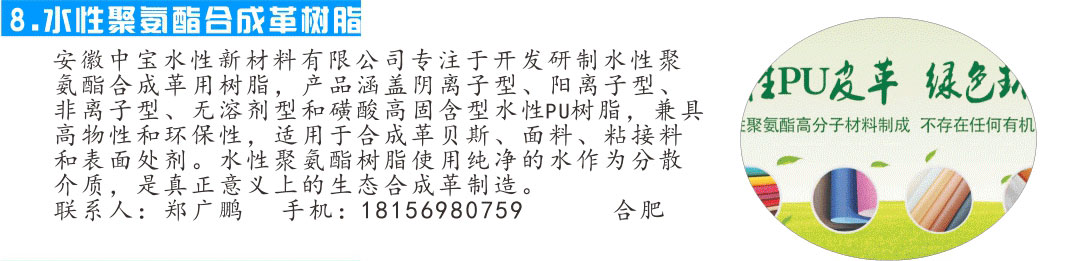 8.水性聚氨酯合成革树脂
安徽中宝水性新材料有限公司专注于开发研制水性聚
氨酯合成革用树脂，产品涵盖阴离子型、阳离子型、
非离子型、无溶剂型和磺酸高固含型水性PU树脂，兼具
高物性和环保性，适用于合成革贝斯、面料、粘接料
和表面处剂。水性聚氨酯树脂使用纯净的水作为分散
介质，是真正意义上的生态合成革制造。
联系人：郑广鹏 手机：18156980759 合肥
性PU皮革 绿色环
性聚氨酯高分子材料制成 不存在任何有机